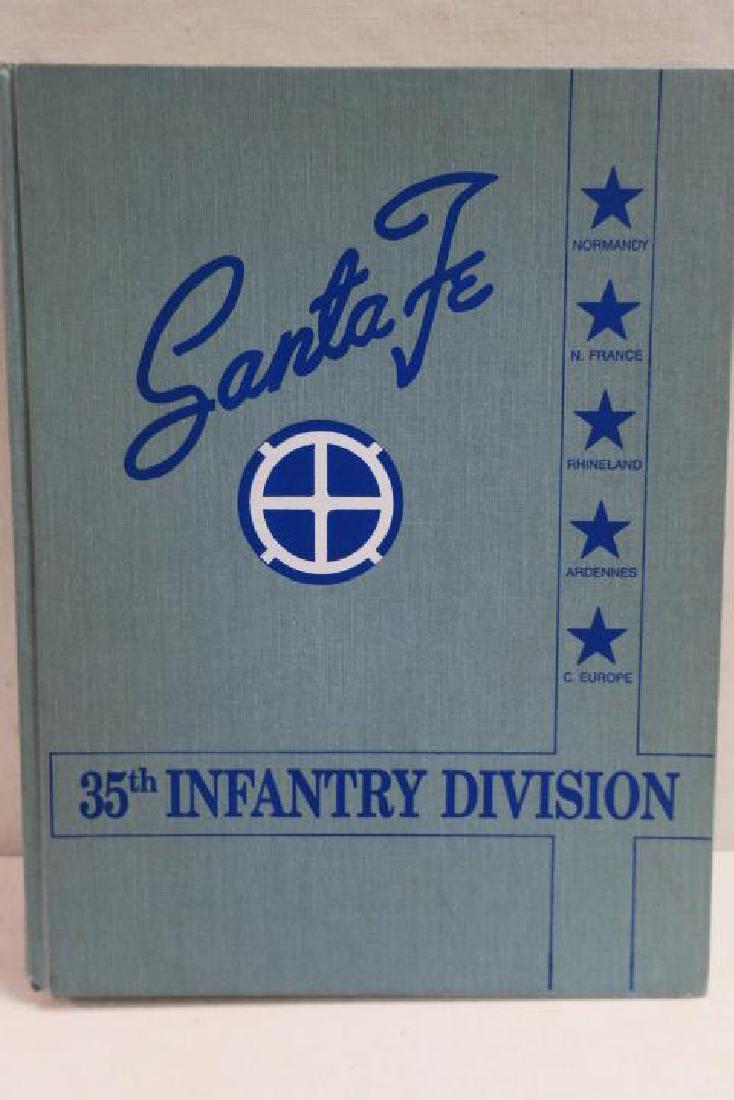 Santa Fe
NORMANDY
N. FRANCE
RHINELAND
ARDENNES
C. EUROPE
35th INFANTRY DIVISION